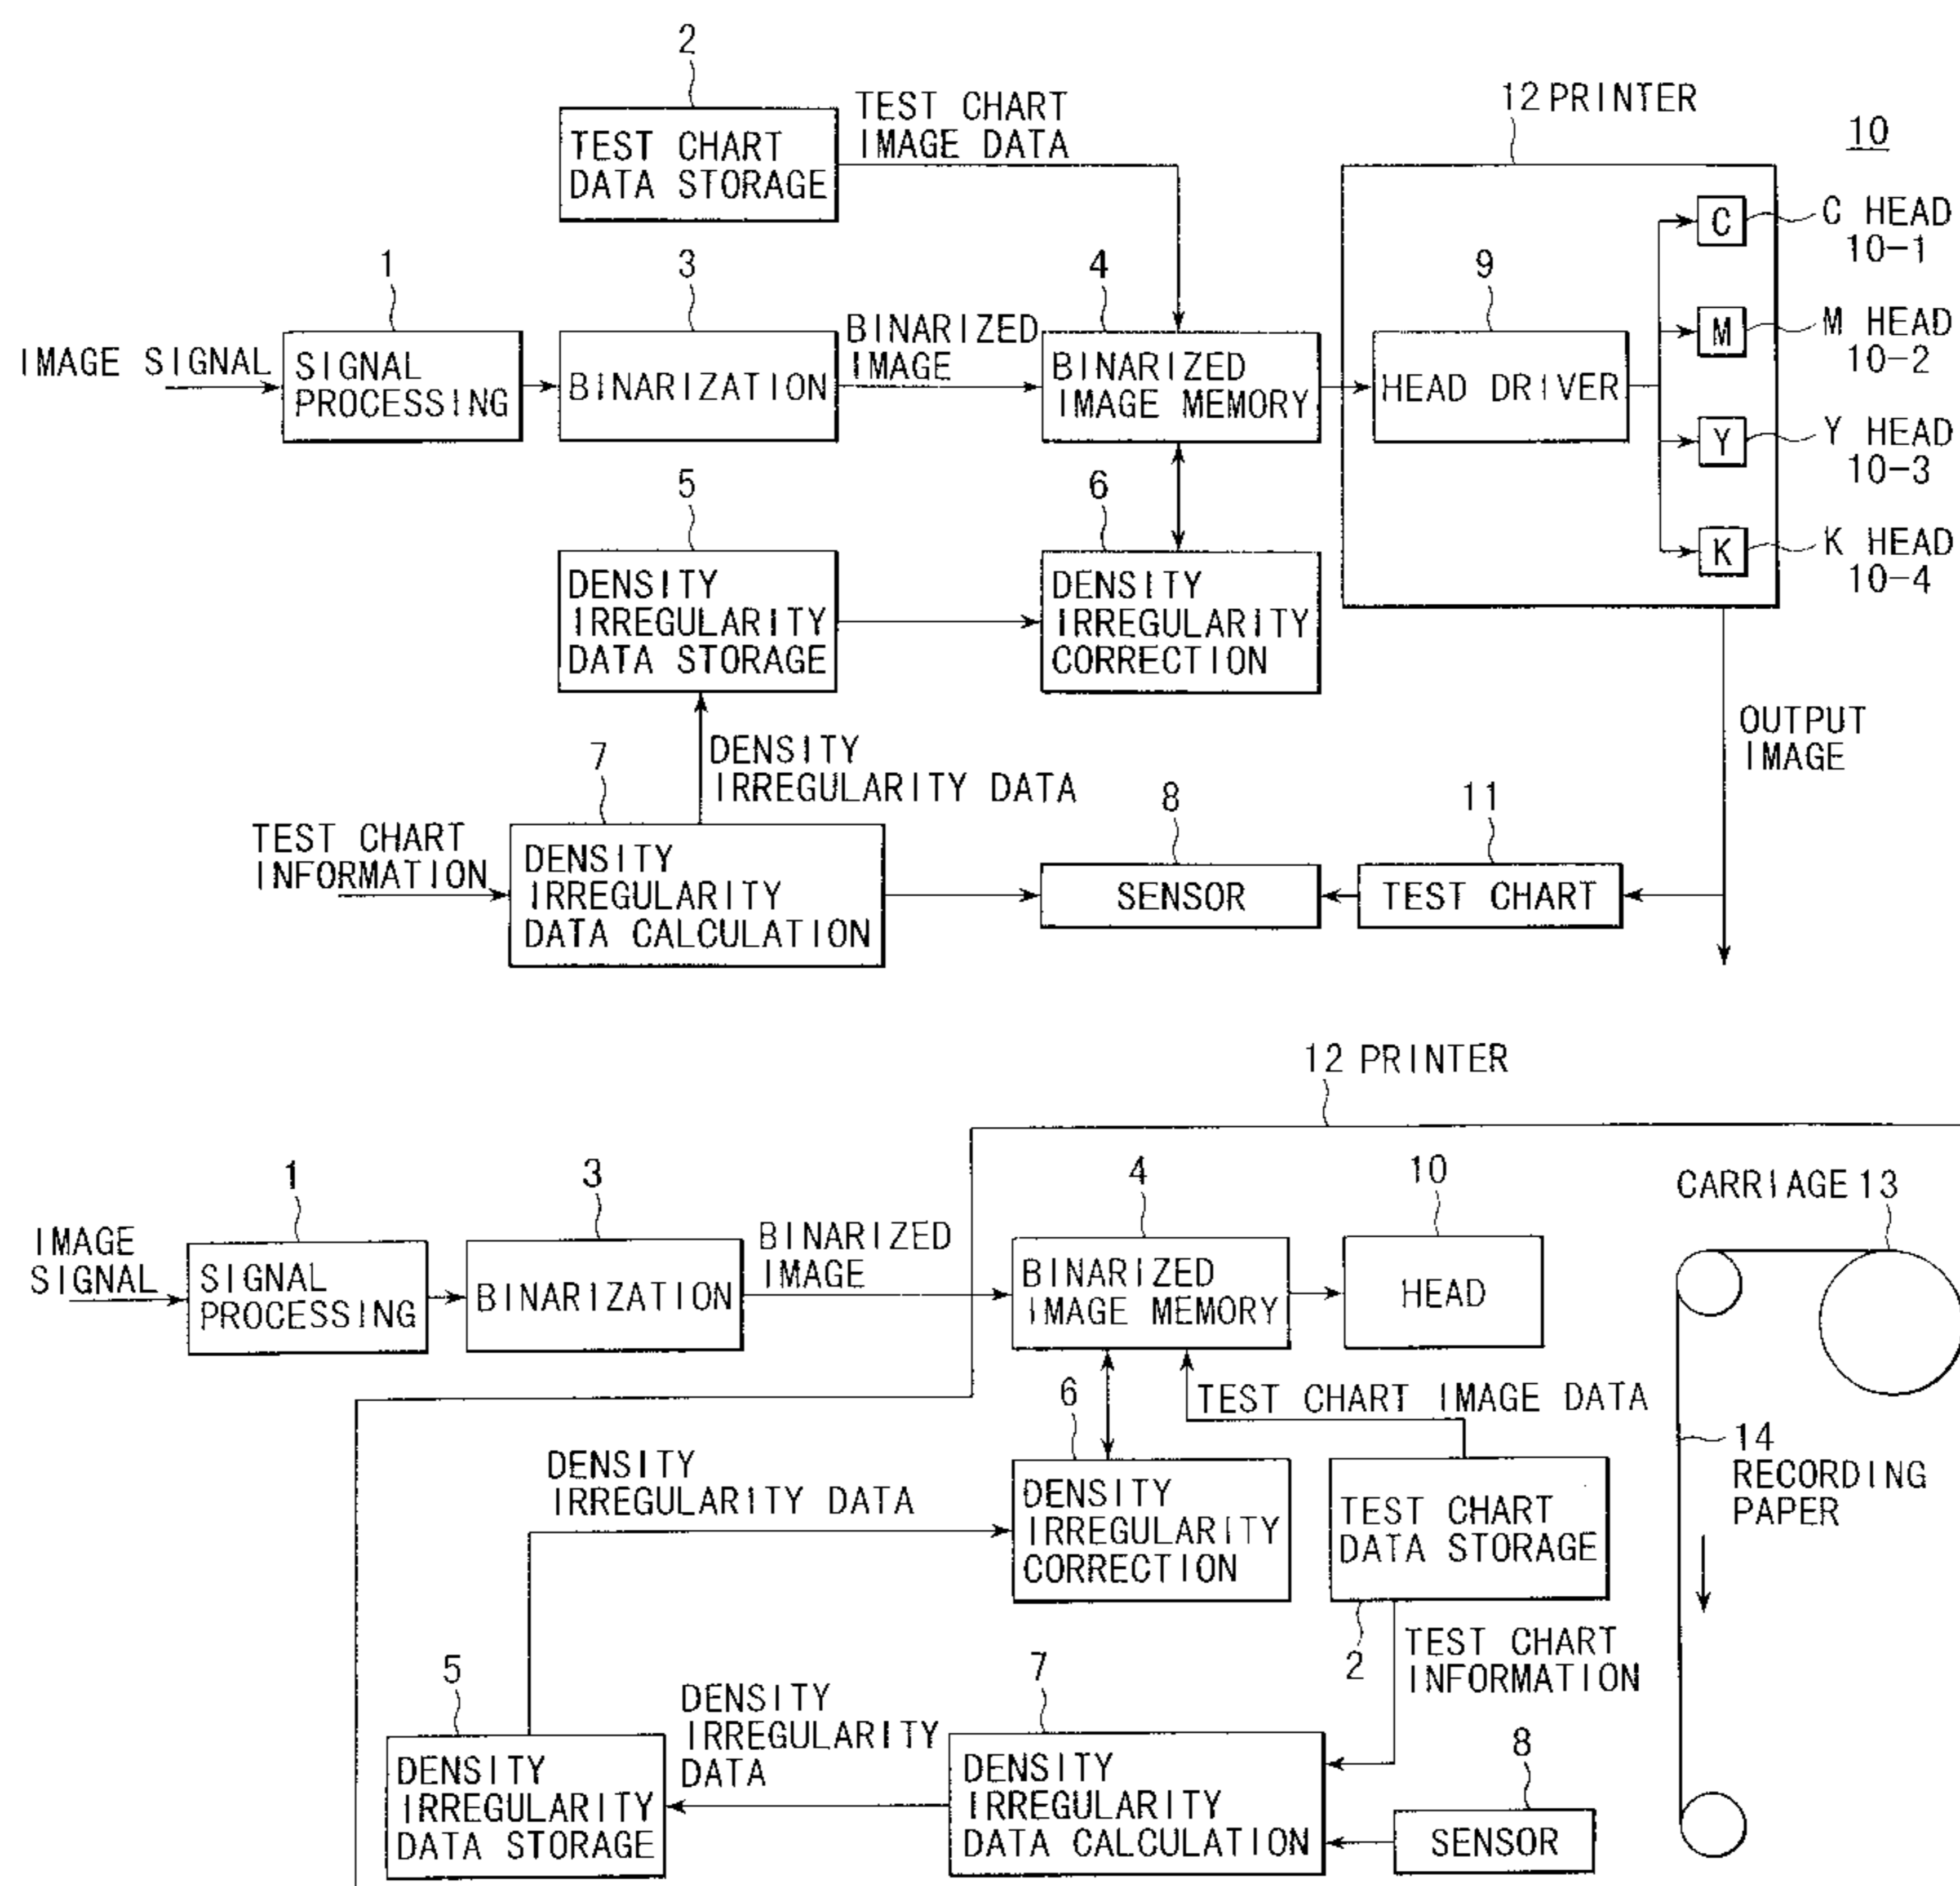 2
TEST CHART
DATA STORAGE
TEST CHART
IMAGE DATA
12 PRINTER
10
C
C HEAD
10-1
1
3
4
9
M
M HEAD
10-2
IMAGE SIGNAL
SIGNAL
PROCESSING
BINARIZATION
BINARIZED
IMAGE
BINARIZED
IMAGE MEMORY
HEAD DRIVER
Y
Y HEAD
10-3
5
6
K
K HEAD
10-4
DENSITY
IRREGULARITY
DATA STORAGE
DENSITY
IRREGULARITY
CORRECTION
OUTPUT
IMAGE
7
DENSITY
IRREGULARITY DATA
8
11
TEST CHART
INFORMATION
DENSITY
IRREGULARITY
DATA CALCULATION
SENSOR
TEST CHART
12 PRINTER
1
3
4
10
CARRIAGE 13
IMAGE
SIGNAL
SIGNAL
PROCESSING
BINARIZATION
BINARIZED
IMAGE
BINARIZED
IMAGE MEMORY
HEAD
6
TEST CHART IMAGE DATA
14
RECORDING
PAPER
DENSITY
IRREGULARITY DATA
DENSITY
IRREGULARITY
CORRECTION
TEST CHART
DATA STORAGE
2
TEST CHART
INFORMATION
5
DENSITY
IRREGULARITY
DATA
7
8
DENSITY
IRREGULARITY
DATA STORAGE
DENSITY
IRREGULARITY
DATA CALCULATION
SENSOR